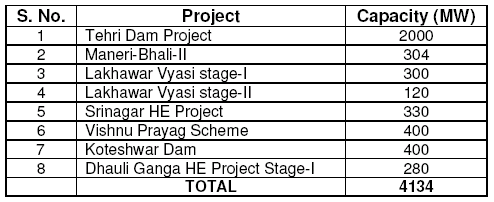 S. No. Project Capacity (MW)
1 Tehri Dam Project 2000
2 Maneri-Bhali-II 304
3 Lakhawar Vyasi stage-I 300
4 Lakhawar Vyasi stage-II 120
5 Srinagar HE Project 330
6 Vishnu Prayag Scheme 400
7 Koteshwar Dam 400
8 Dhauli Ganga HE Project Stage-I 280
TOTAL 4134